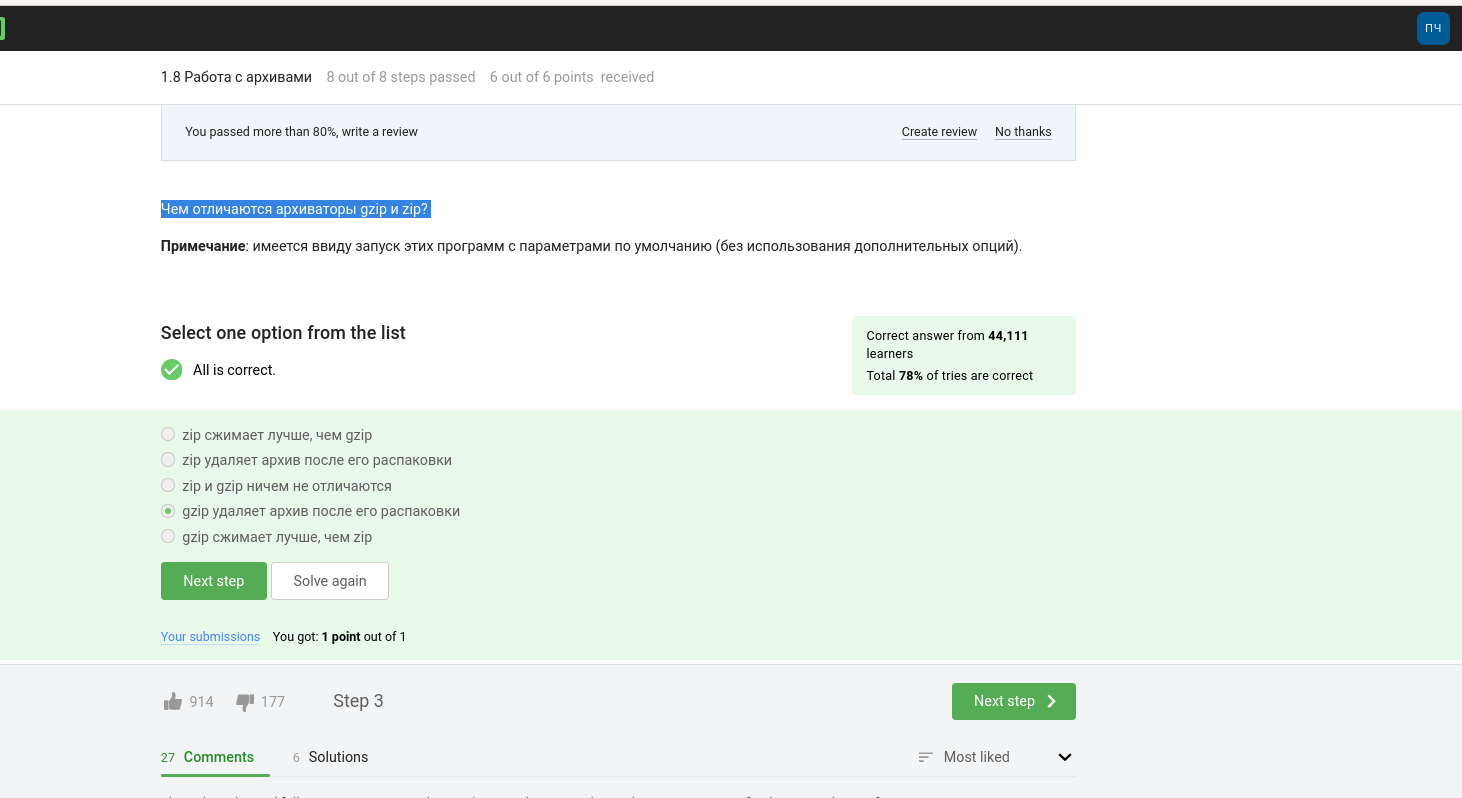 ПЧ
1.8 Работа с архивами 8 out of 8 steps passed 6 out of 6 points received
You passed more than 80%, write a review Create review No thanks
Чем отличаются архиваторы gzip и zip?
Примечание: имеется ввиду запуск этих программ с параметрами по умолчанию (без использования дополнительных опций).
Select one option from the list
All is correct.
Correct answer from 44,111
learners
Total 78% of tries are correct
zip сжимает лучше, чем gzip
zip удаляет архив после его распаковки
zip и gzip ничем не отличаются
gzip удаляет архив после его распаковки
gzip сжимает лучше, чем zip
Next step Solve again
Your submissions You got: 1 point out of 1
914 177 Step 3 Next step
27 Comments 6 Solutions Most liked